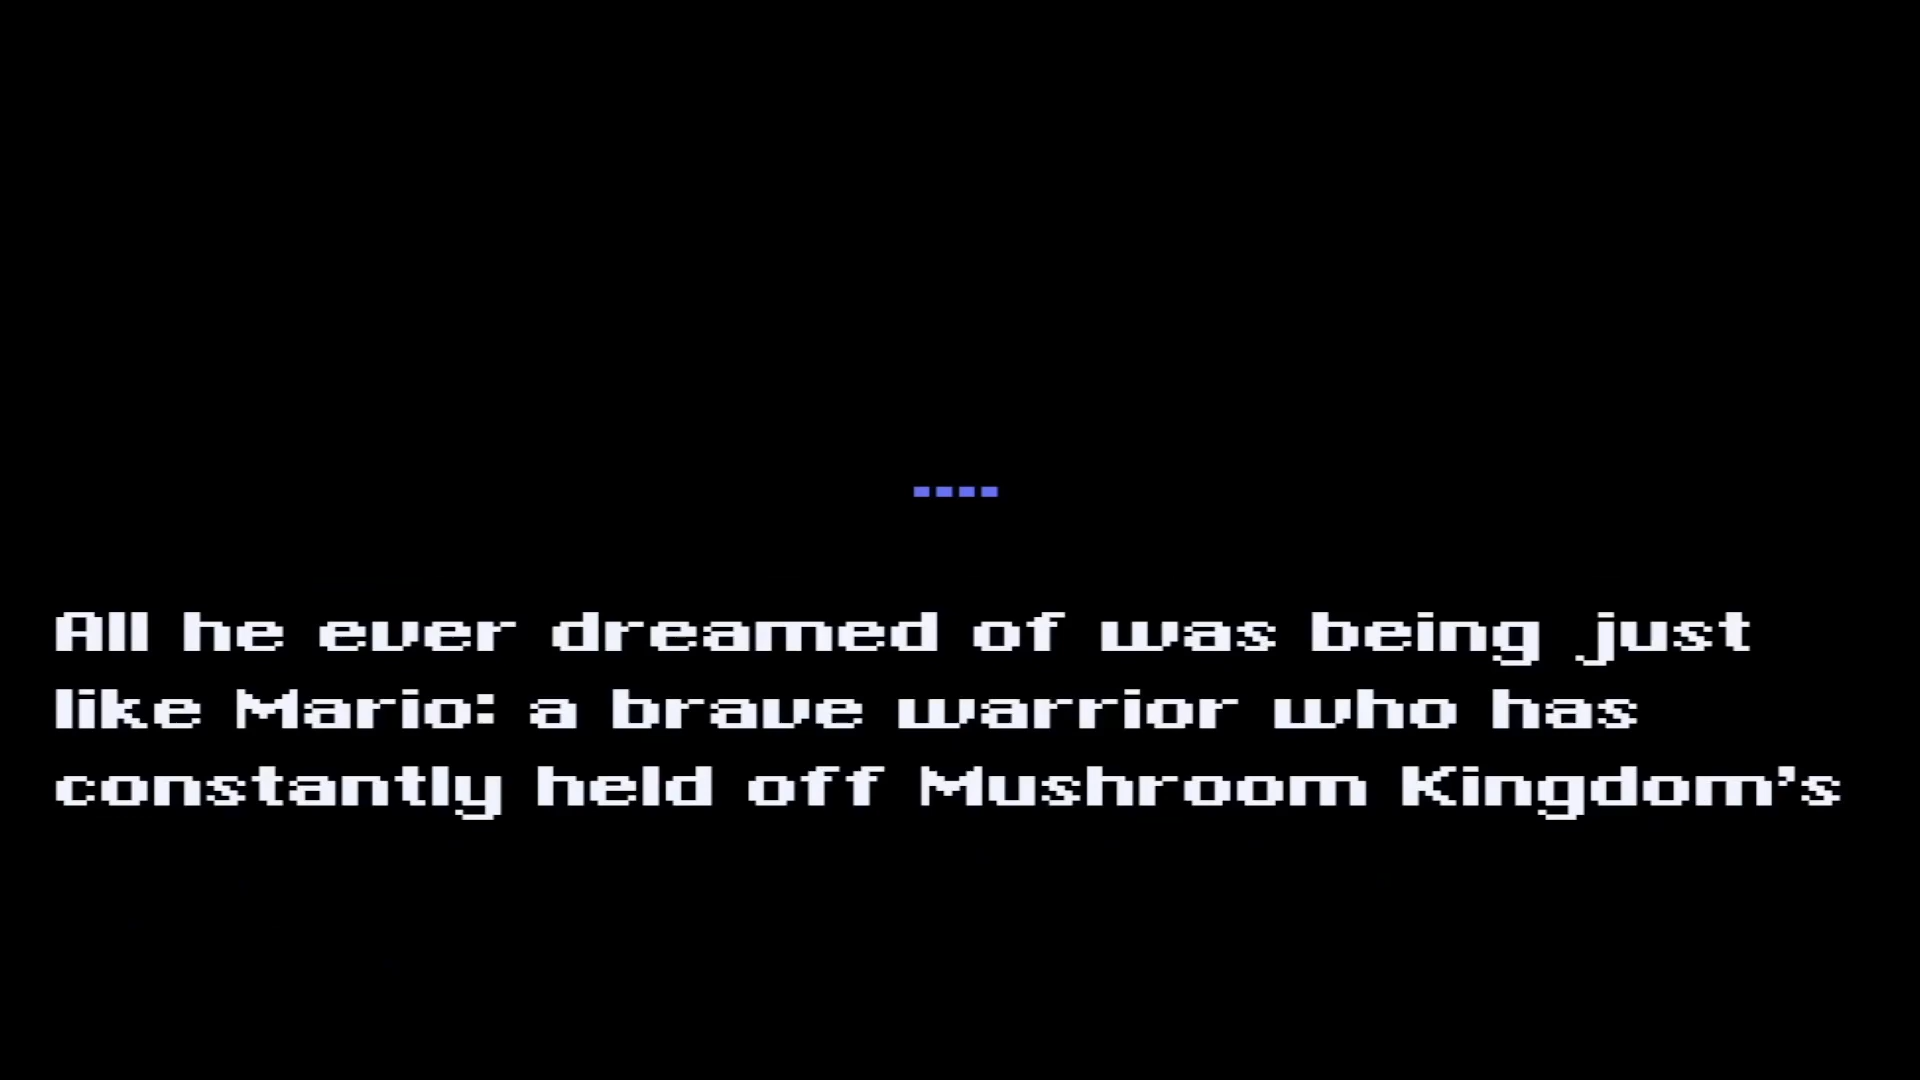 ----
All he ever dreamed of was being just
like Mario: a brave warrior who has
constantly held off Mushroom Kingdom's